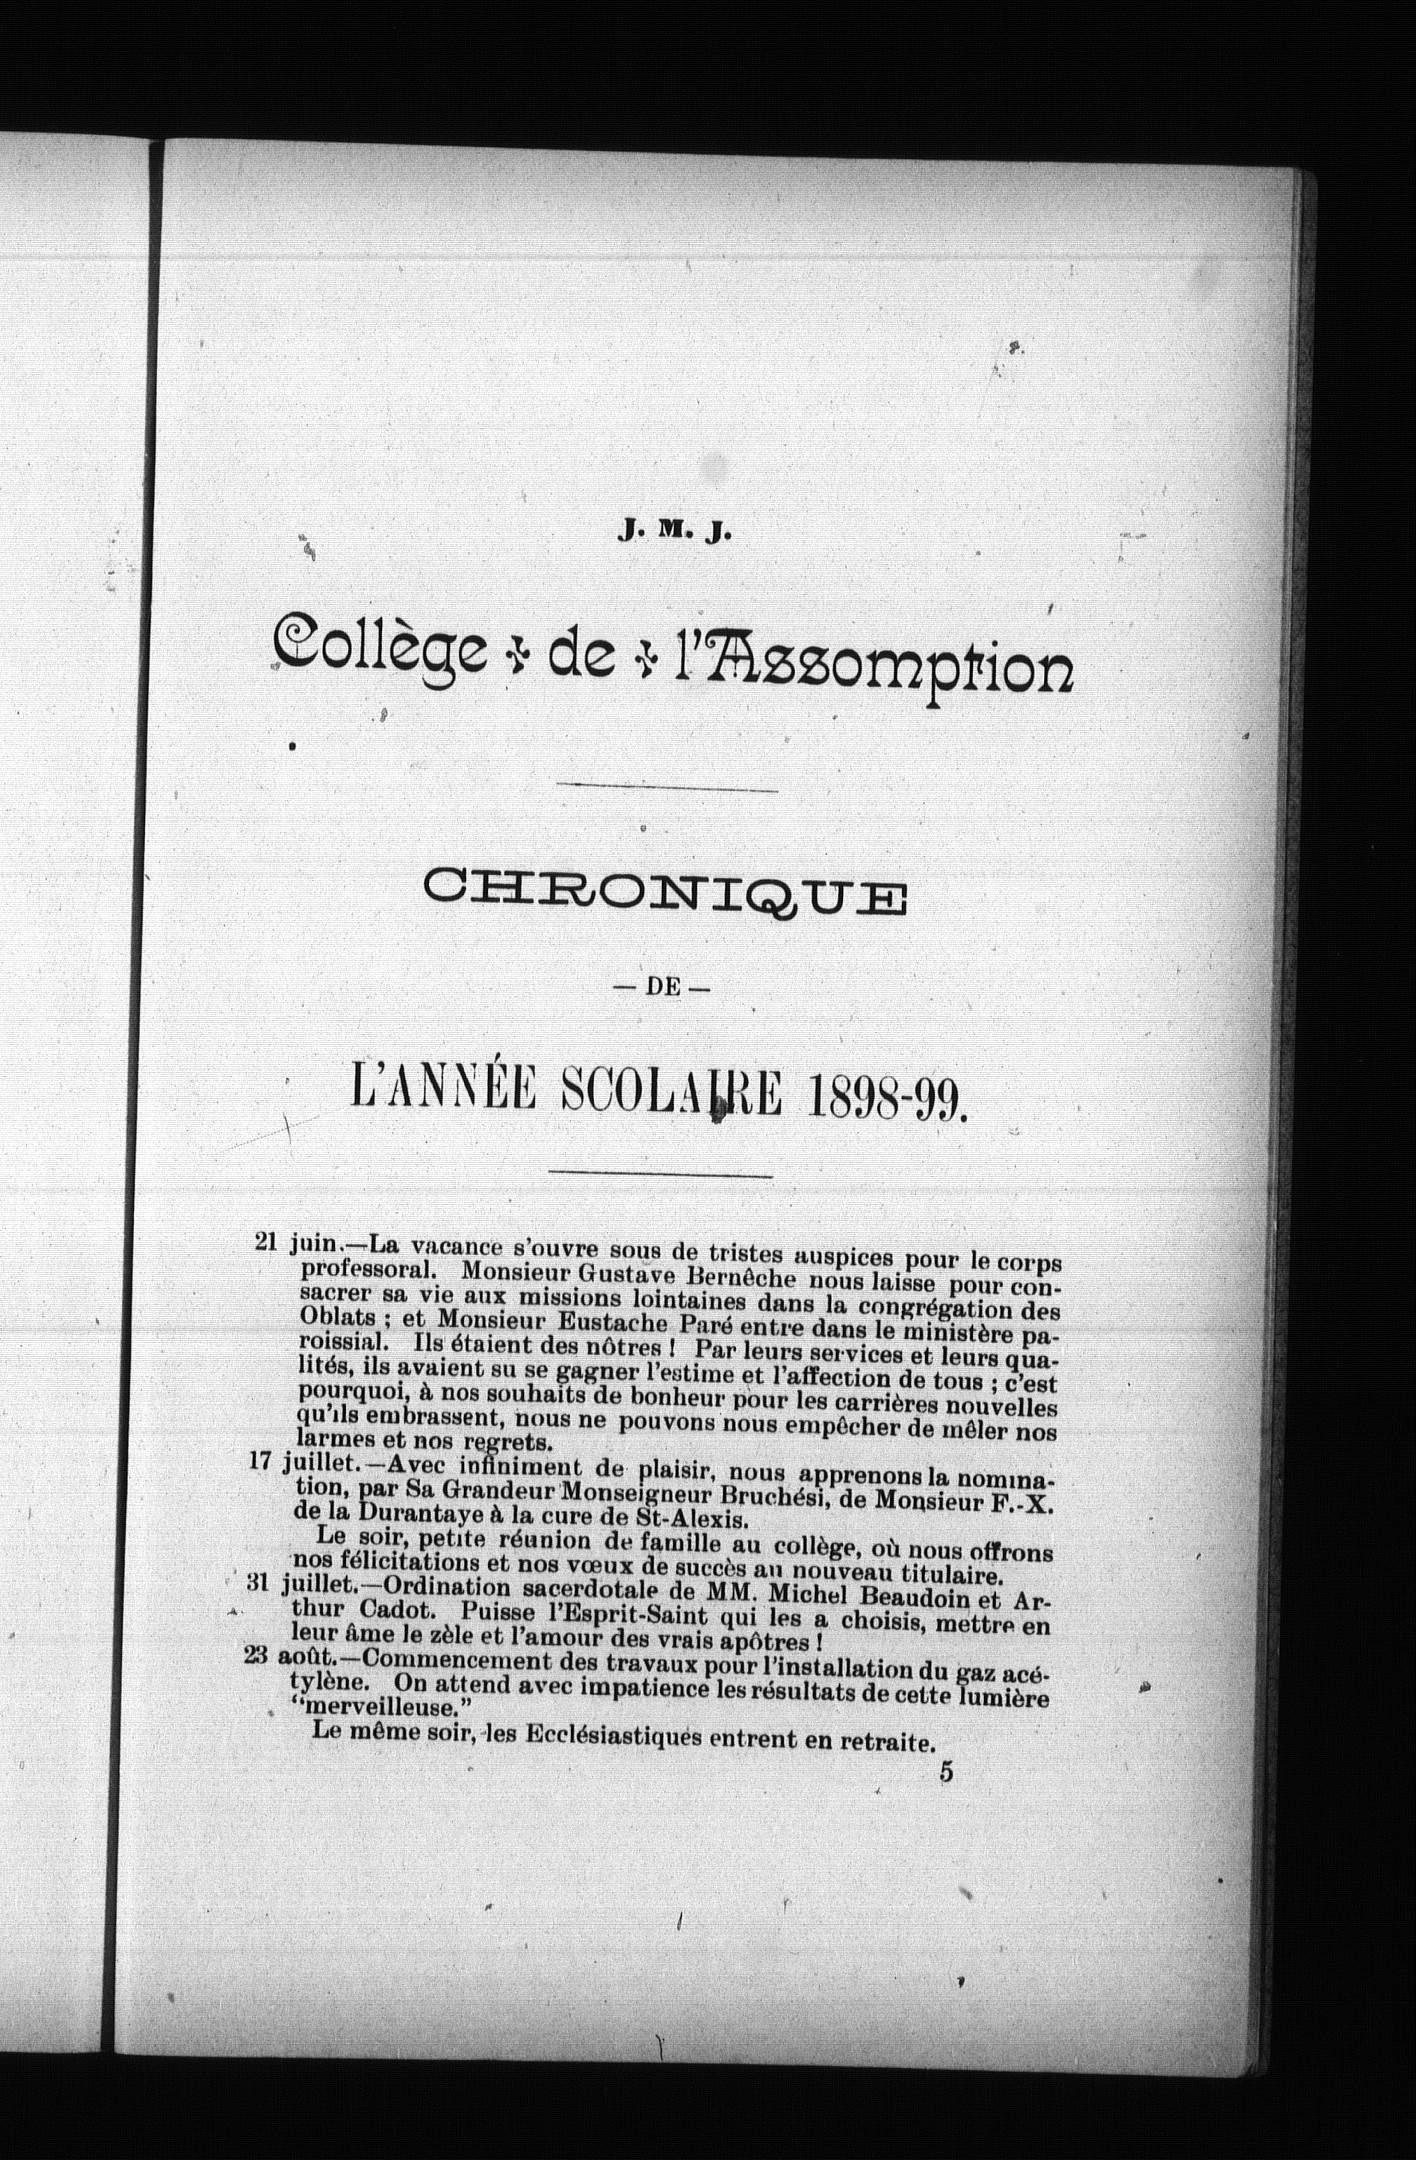 J. M. J.
Collège de l'Assomption
CHRONIQUE
— DE —
L'ANNÉE SCOLAIRE 1898-99.
21 juin.—La vacance s'ouvre sous de tristes auspices pour le corps
professoral. Monsieur Gustave Bernêche nous laisse pour con-
sacrer sa vie aux missions lointaines dans la congrégation des
Oblats ; et Monsieur Eustache Paré entre dans le ministère pa-
roissial. Ils étaient des nôtres ! Par leurs services et leurs qua-
lités, ils avaient su se gagner l'estime et l'affection de tous ; c'est
pourquoi, à nos souhaits de bonheur pour les carrières nouvelles
qu'ils embrassent, nous ne pouvons nous empêcher de mêler nos
larmes et nos regrets.
17 juillet.—Avec infiniment de plaisir, nous apprenons la nomina-
tion, par Sa Grandeur Monseigneur Bruchési, de Monsieur F.-X.
de la Durantaye à la cure de St-Alexis.
Le soir, petite réunion de famille au collège, où nous offrons
nos félicitations et nos vœux de succès au nouveau titulaire.
31 juillet.—Ordination sacerdotale de MM. Michel Beaudoin et Ar-
thur Cadot. Puisse l'Esprit-Saint qui les a choisis, mettre en
leur âme le zèle et l'amour des vrais apôtres !
23 août.—Commencement des travaux pour l'installation du gaz acé-
tylène. On attend avec impatience les résultats de cette lumière
"merveilleuse."
Le même soir, les Ecclésiastiques entrent en retraite.
5